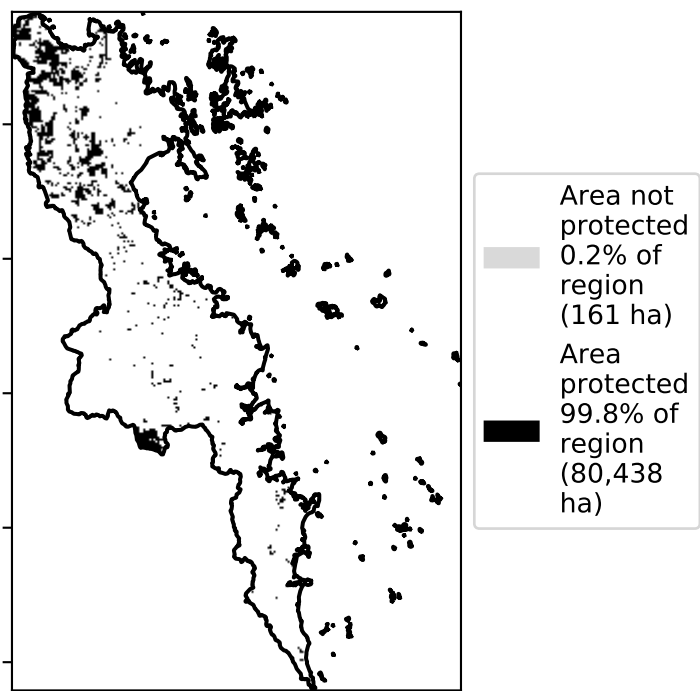 Area not
protected
0.2% of
region
(161 ha)
Area
protected
99.8% of
region
(80,438
ha)